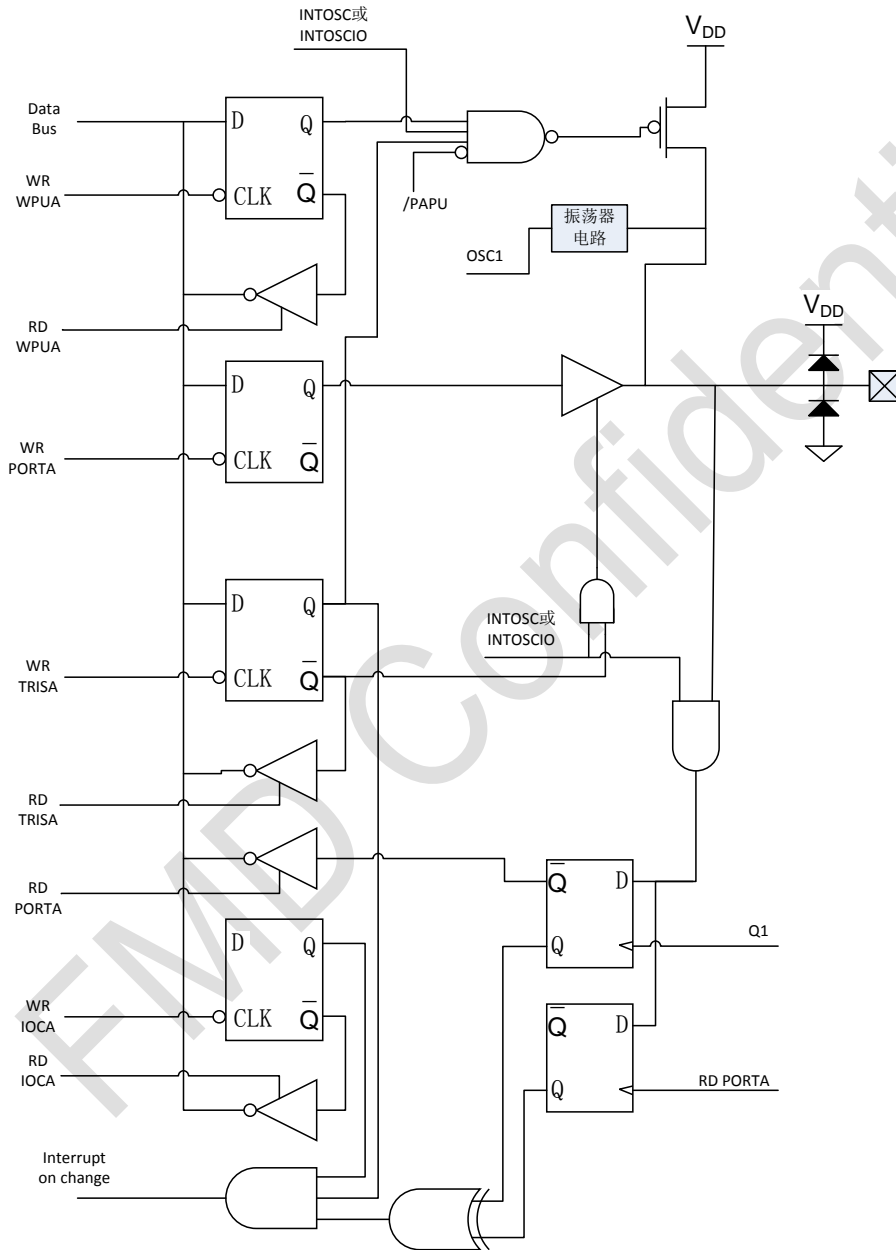 INTOSC或
INTOSCIO
VDD
Data
Bus
D
Q
WR
WPUA
CLK
Q
/PAPU
振荡器
电路
OSC1
RD
WPUA
VDD
D
Q
WR
PORTA
CLK
Q
D
Q
INTOSC或
INTOSCIO
WR
TRISA
CLK
Q
RD
TRISA
RD
PORTA
Q
D
Q
Q1
D
Q
WR
IOCA
CLK
Q
RD
IOCA
Q
D
Q
RD PORTA
Interrupt
on change
FMD Confidenti